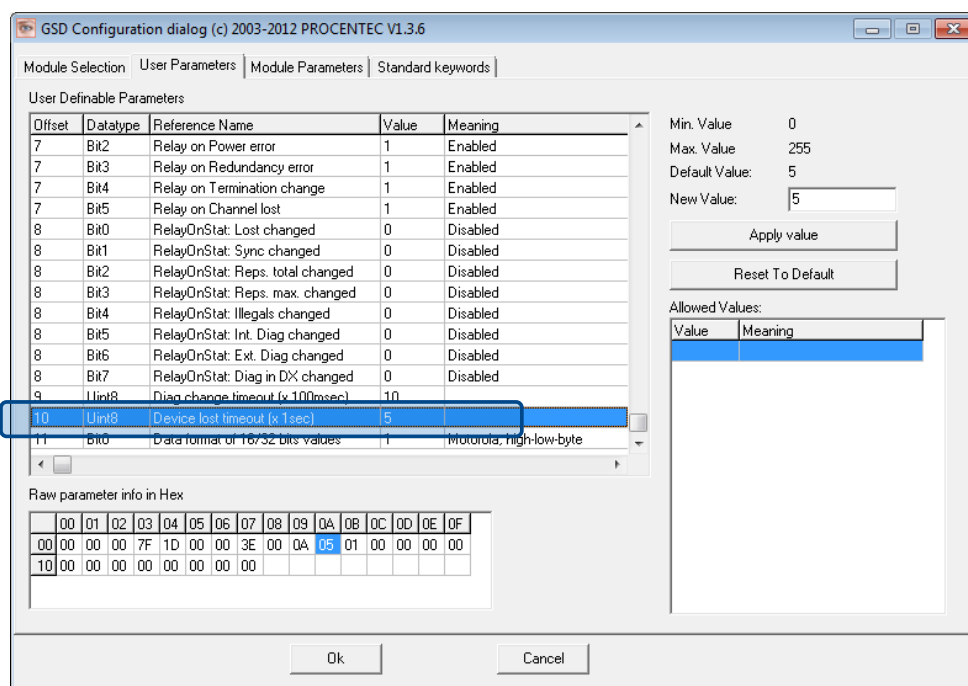 GSD Configuration dialog (c) 2003-2012 PROCENTEC V1.3.6
Module Selection User Parameters Module Parameters Standard keywords
User Definable Parameters
Offset Datatype Reference Name Value Meaning
7 Bit2 Relay on Power error 1 Enabled
7 Bit3 Relay on Redundancy error 1 Enabled
7 Bit4 Relay on Termination change 1 Enabled
7 Bit5 Relay on Channel lost 1 Enabled
8 Bit0 RelayOnStat: Lost changed 0 Disabled
8 Bit1 RelayOnStat: Sync changed 0 Disabled
8 Bit2 RelayOnStat: Reps. total changed 0 Disabled
8 Bit3 RelayOnStat: Reps. max. changed 0 Disabled
8 Bit4 RelayOnStat: Illegals changed 0 Disabled
8 Bit5 RelayOnStat: Int. Diag changed 0 Disabled
8 Bit6 RelayOnStat: Ext. Diag changed 0 Disabled
8 Bit7 RelayOnStat: Diag in DX changed 0 Disabled
9 Uint8 Diag change timeout (x 100msec) 10
10 Uint8 Device lost timeout (x 1sec) 5
11 Bit0 Data format of 16/32 bits values 1 Motorola, high-low-byte
Min. Value 0
Max. Value 255
Default Value: 5
New Value: 5
Apply value
Reset To Default
Allowed Values:
Value Meaning
Raw parameter info in Hex
00 01 02 03 04 05 06 07 08 09 0A 0B 0C 0D 0E 0F
00 00 00 00 7F 1D 00 00 3E 00 0A 05 01 00 00 00 00
10 00 00 00 00 00 00 00 00
Ok Cancel